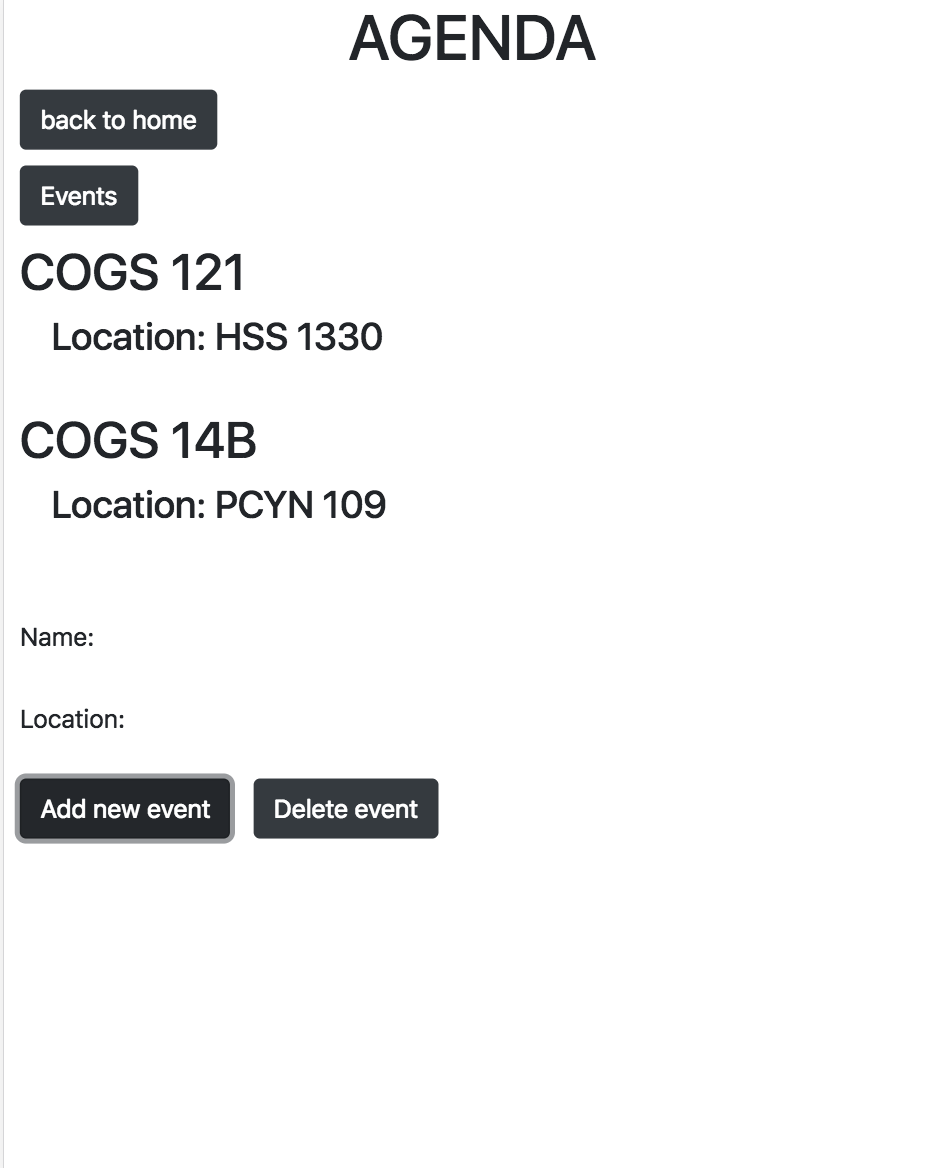 AGENDA
back to home
Events
COGS 121
Location: HSS 1330
COGS 14B
Location: PCYN 109
Name:
Location:
Add new event Delete event